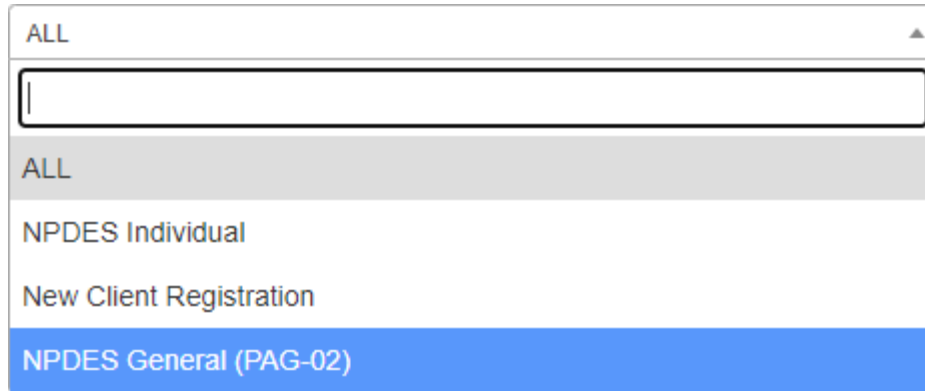 ALL
ALL
NPDES Individual
New Client Registration
NPDES General (PAG-02)